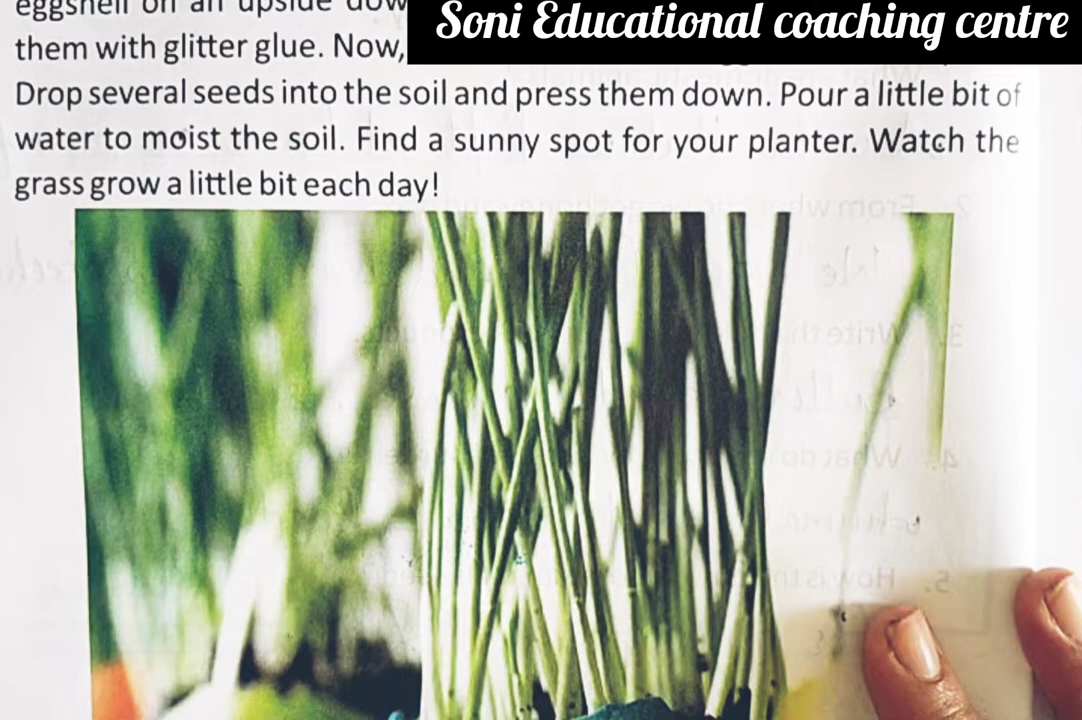 eggshell on an upside dow
Soni Educational coaching centre
them with glitter glue. Now,
Drop several seeds into the soil and press them down. Pour a little bit of
water to moist the soil. Find a sunny spot for your planter. Watch the
grass grow a little bit each day!